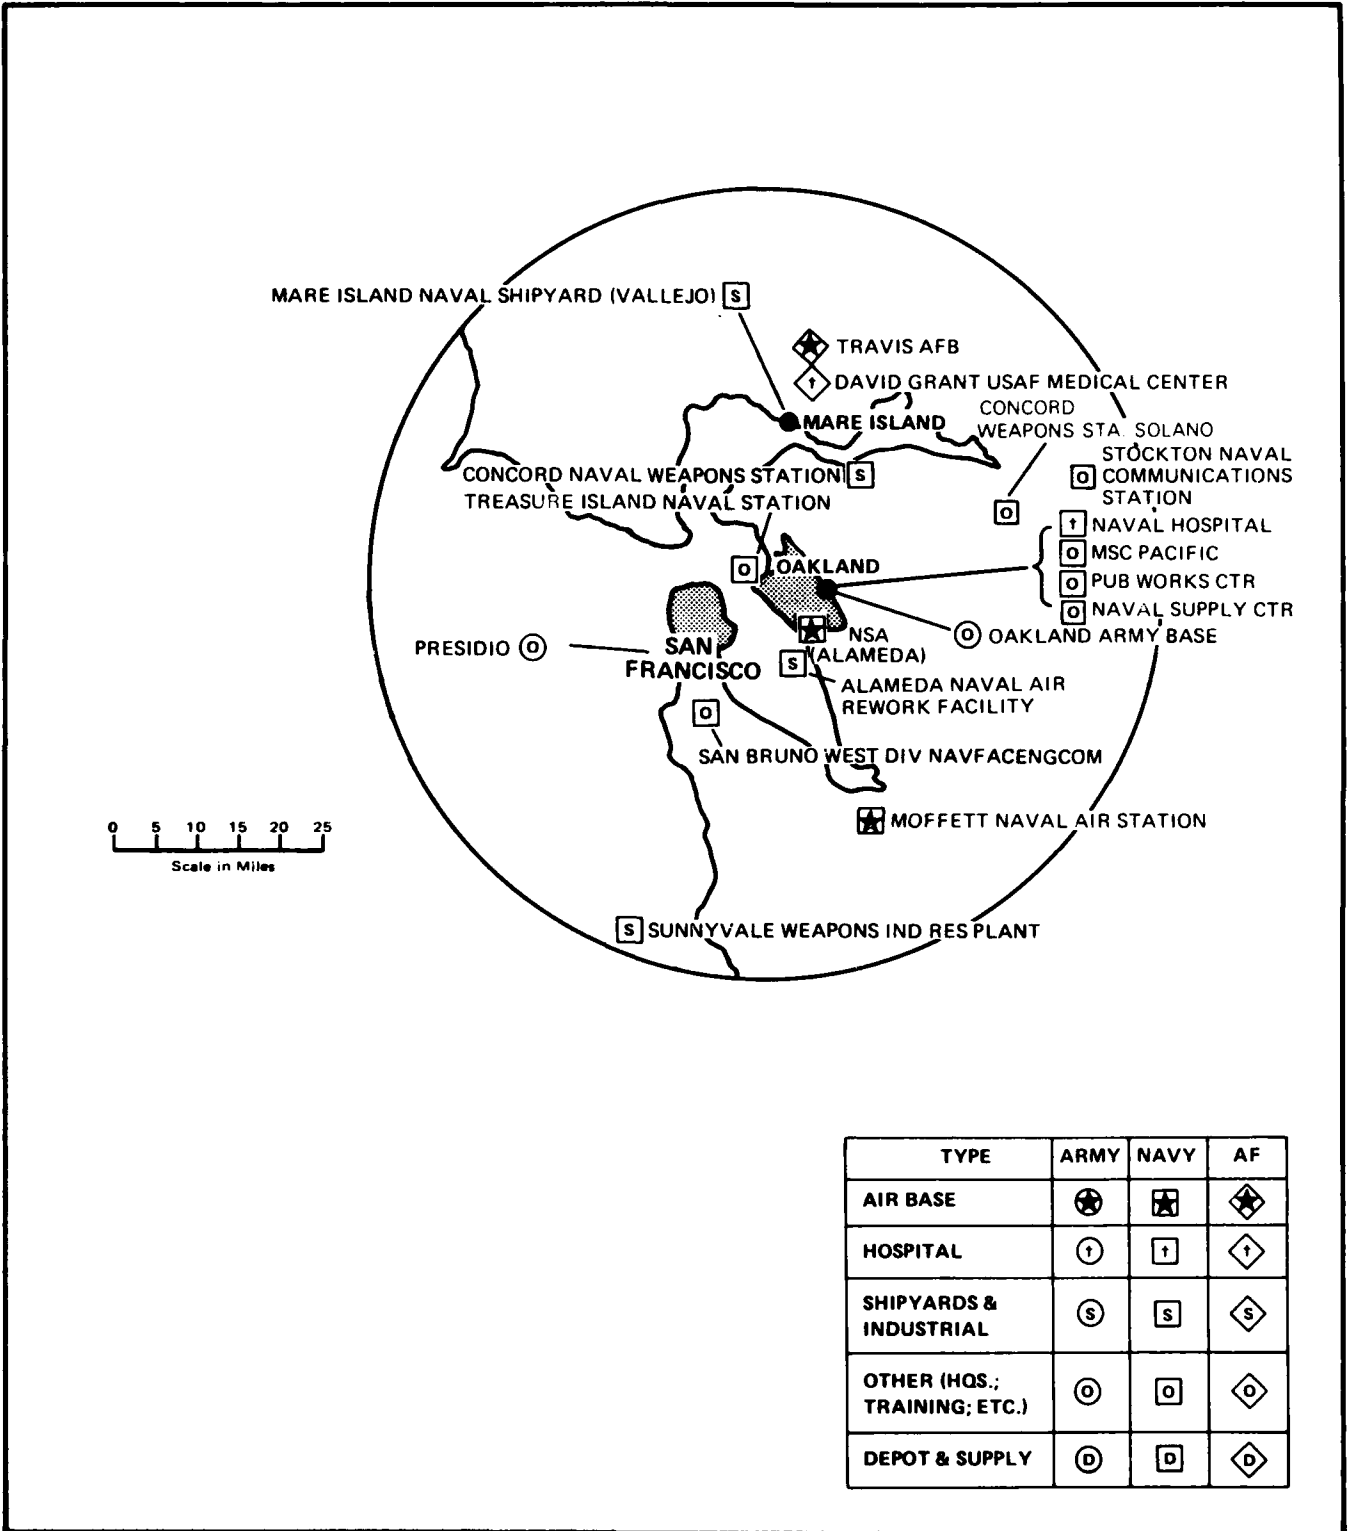 MARE ISLAND NAVAL SHIPYARD (VALLEJO) S
TRAVIS AFB
† DAVID GRANT USAF MEDICAL CENTER
MARE ISLAND
CONCORD
WEAPONS STA. SOLANO
O
CONCORD NAVAL WEAPONS STATION S
TREASURE ISLAND NAVAL STATION
O
STOCKTON NAVAL
O COMMUNICATIONS
STATION
† NAVAL HOSPITAL
O MSC PACIFIC
O PUB WORKS CTR
O NAVAL SUPPLY CTR
OAKLAND
O OAKLAND ARMY BASE
NSA
(ALAMEDA)
PRESIDIO O
SAN
FRANCISCO
S
ALAMEDA NAVAL AIR
REWORK FACILITY
O
SAN BRUNO WEST DIV NAVFACENGCOM
MOFFETT NAVAL AIR STATION
0 5 10 15 20 25
Scale in Miles
S SUNNYVALE WEAPONS IND RES PLANT
TYPE ARMY NAVY AF
AIR BASE
HOSPITAL † † †
SHIPYARDS &
INDUSTRIAL S S S
OTHER (HQS.;
TRAINING; ETC.) O O O
DEPOT & SUPPLY D D D